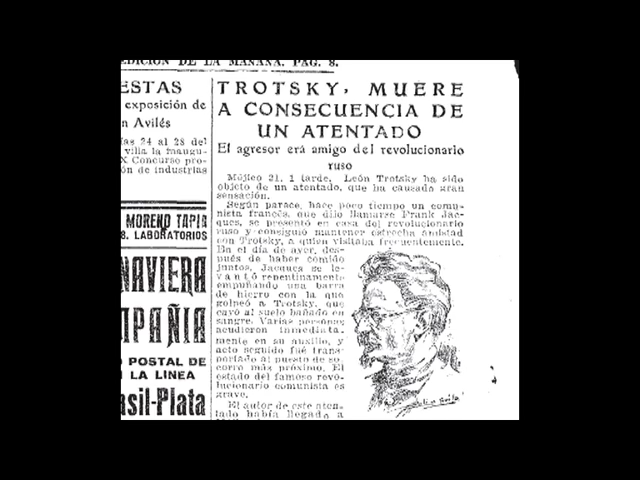 EDICION DE LA MAÑANA. PAG. 8.
ESTAS
exposición de
n Avilés
ías 24 al 28 del
villa la inaugu-
X Concurso pro-
ón de industrias
MORENO TAPIA
8. LABORATORIOS
NAVIERA
PAÑIA
O POSTAL DE
LA LINEA
asil-Plata
TROTSKY, MUERE
A CONSECUENCIA DE
UN ATENTADO
El agresor erá amigo del revolucionario
ruso
Méjico 21, 1 tarde. León Trotsky ha sido
objeto de un atentado, que ha causado gran
sensación.
Según parace, hace poco tiempo un comu-
nista francés, que dijo llamarse Frank Jac-
ques, se presentó en casa del revolucionario
ruso y consiguió mantener estrecha amistad
con Trotsky, a quien visitaba frecuentemente.
En el día de ayer, des-
pués de haber comido
juntos, Jacques se le-
vantó repentinamente
empuñando una barra
de hierro con la que
golpeó a Trotsky, que
cayó al suelo bañado en
sangre. Varias personas
acudieron inmediata-
mente en su auxilio, y
acto seguido fué trans-
portado al puesto de so-
corro más próximo. El
estado del famoso revo-
lucionario comunista es
grave.
El autor de este aten-
tado había llegado a